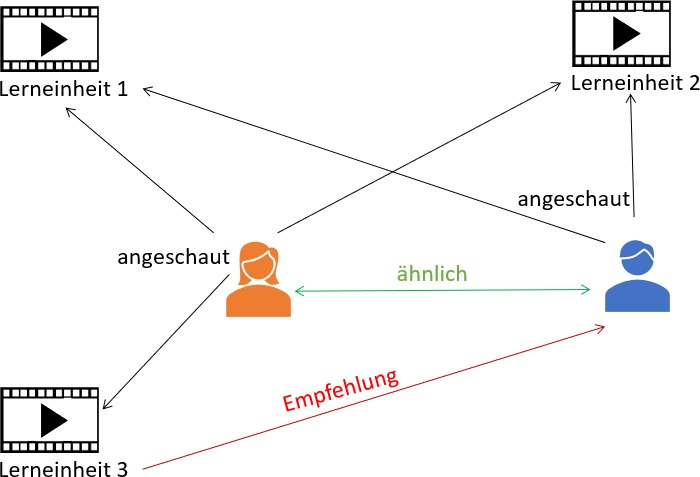 Lerneinheit 1
Lerneinheit 2
angeschaut
angeschaut
ähnlich
Empfehlung
Lerneinheit 3